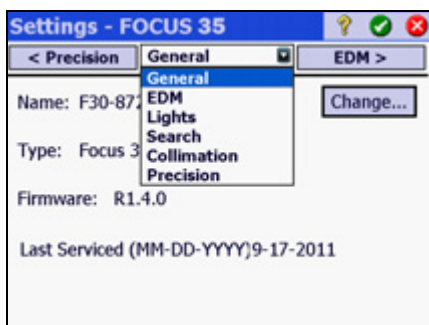 Settings - FOCUS 35 ?
< Precision General EDM >
General
EDM
Lights
Search
Collimation
Precision
Name: F30-872 Change...
Type: Focus 3
Firmware: R1.4.0
Last Serviced (MM-DD-YYYY)9-17-2011